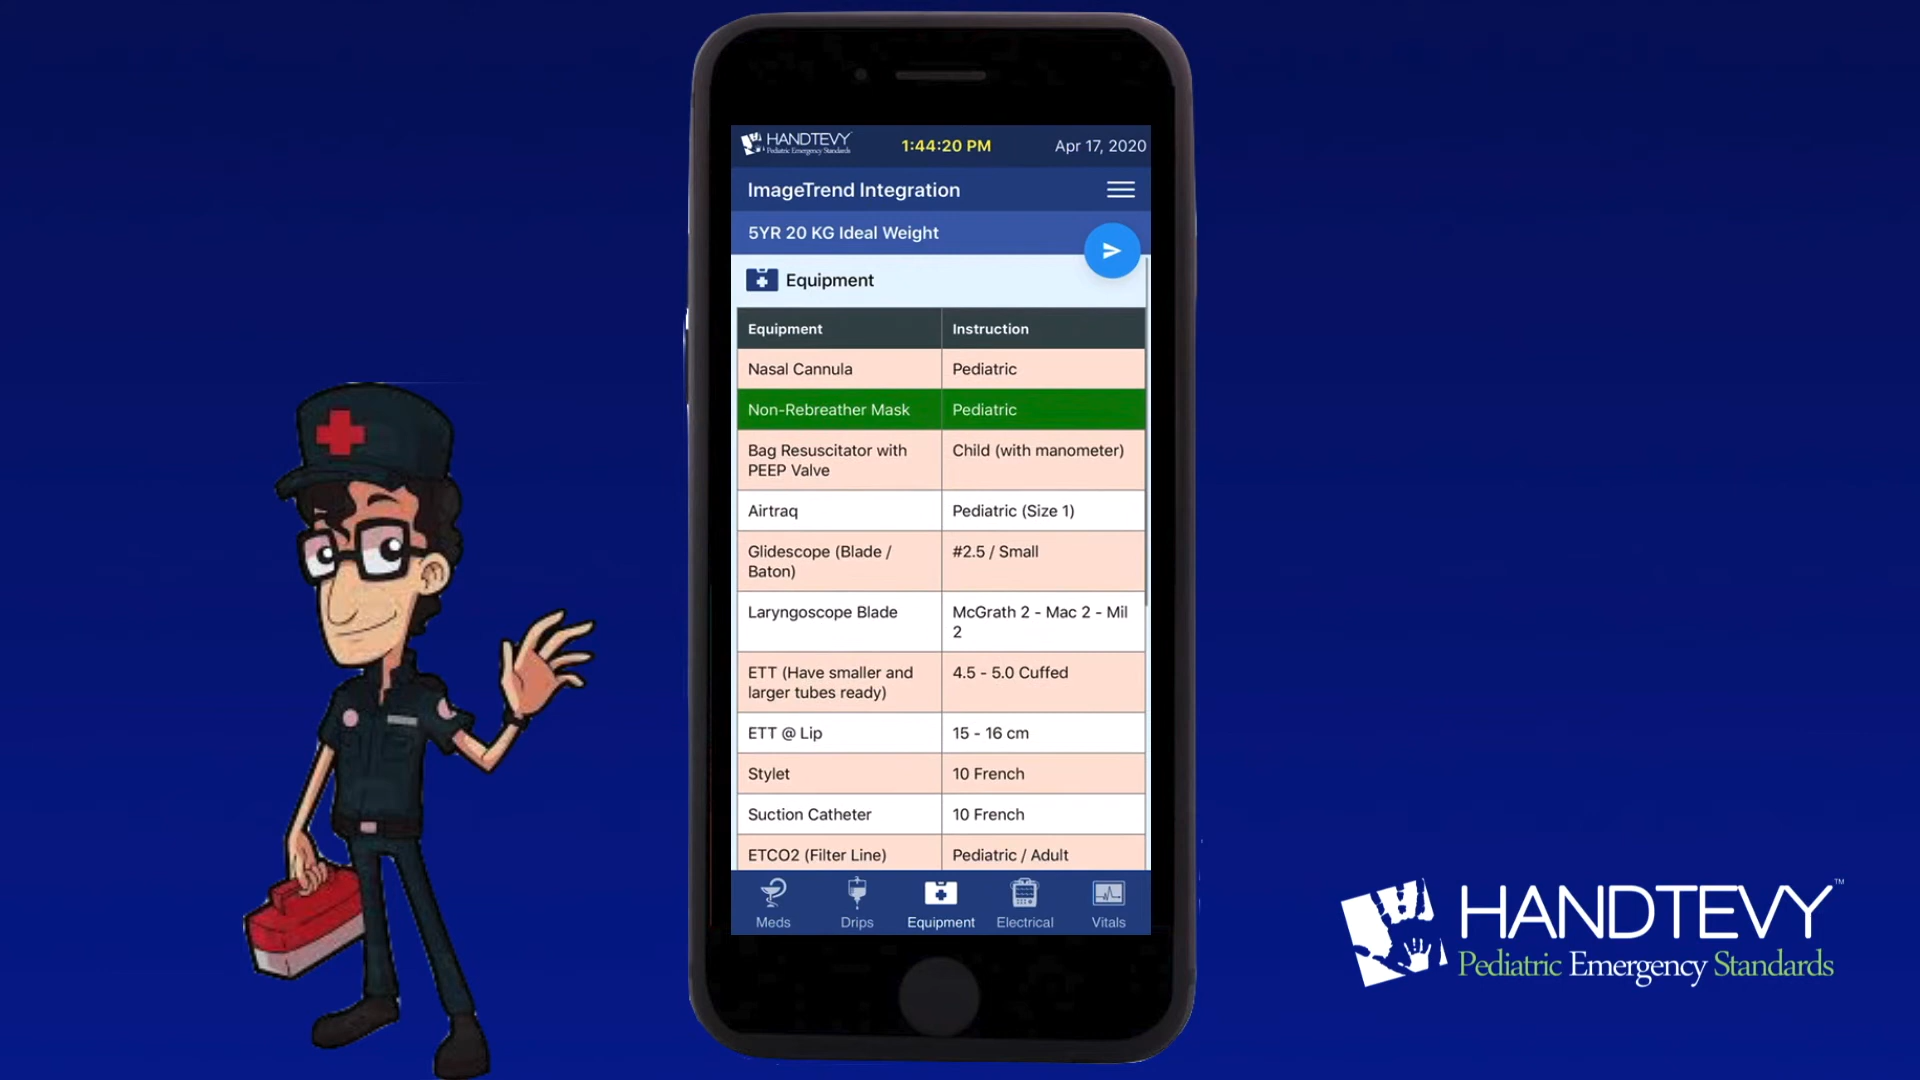 HANDTEVY
Pediatric Emergency Standards
1:44:20 PM
Apr 17, 2020
ImageTrend Integration
5YR 20 KG Ideal Weight
Equipment
Equipment Instruction
Nasal Cannula Pediatric
Non-Rebreather Mask Pediatric
Bag Resuscitator with Child (with manometer)
PEEP Valve
Airtraq Pediatric (Size 1)
Glidescope (Blade / #2.5 / Small
Baton)
Laryngoscope Blade McGrath 2 - Mac 2 - Mil
2
ETT (Have smaller and 4.5 - 5.0 Cuffed
larger tubes ready)
ETT @ Lip 15 - 16 cm
Stylet 10 French
Suction Catheter 10 French
ETCO2 (Filter Line) Pediatric / Adult
Meds Drips Equipment Electrical Vitals
HANDTEVY™
Pediatric Emergency Standards